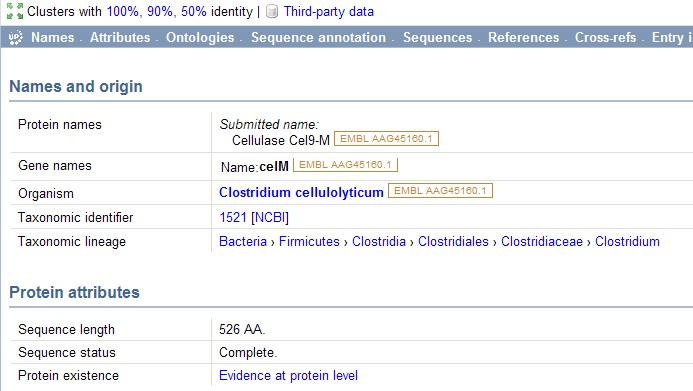 Clusters with 100%, 90%, 50% identity | Third-party data
Names · Attributes · Ontologies · Sequence annotation · Sequences · References · Cross-refs · Entry i
Names and origin
Protein names Submitted name:
Cellulase Cel9-M EMBL AAG45160.1
Gene names Name:celM EMBL AAG45160.1
Organism Clostridium cellulolyticum EMBL AAG45160.1
Taxonomic identifier 1521 [NCBI]
Taxonomic lineage Bacteria › Firmicutes › Clostridia › Clostridiales › Clostridiaceae › Clostridium
Protein attributes
Sequence length 526 AA.
Sequence status Complete.
Protein existence Evidence at protein level